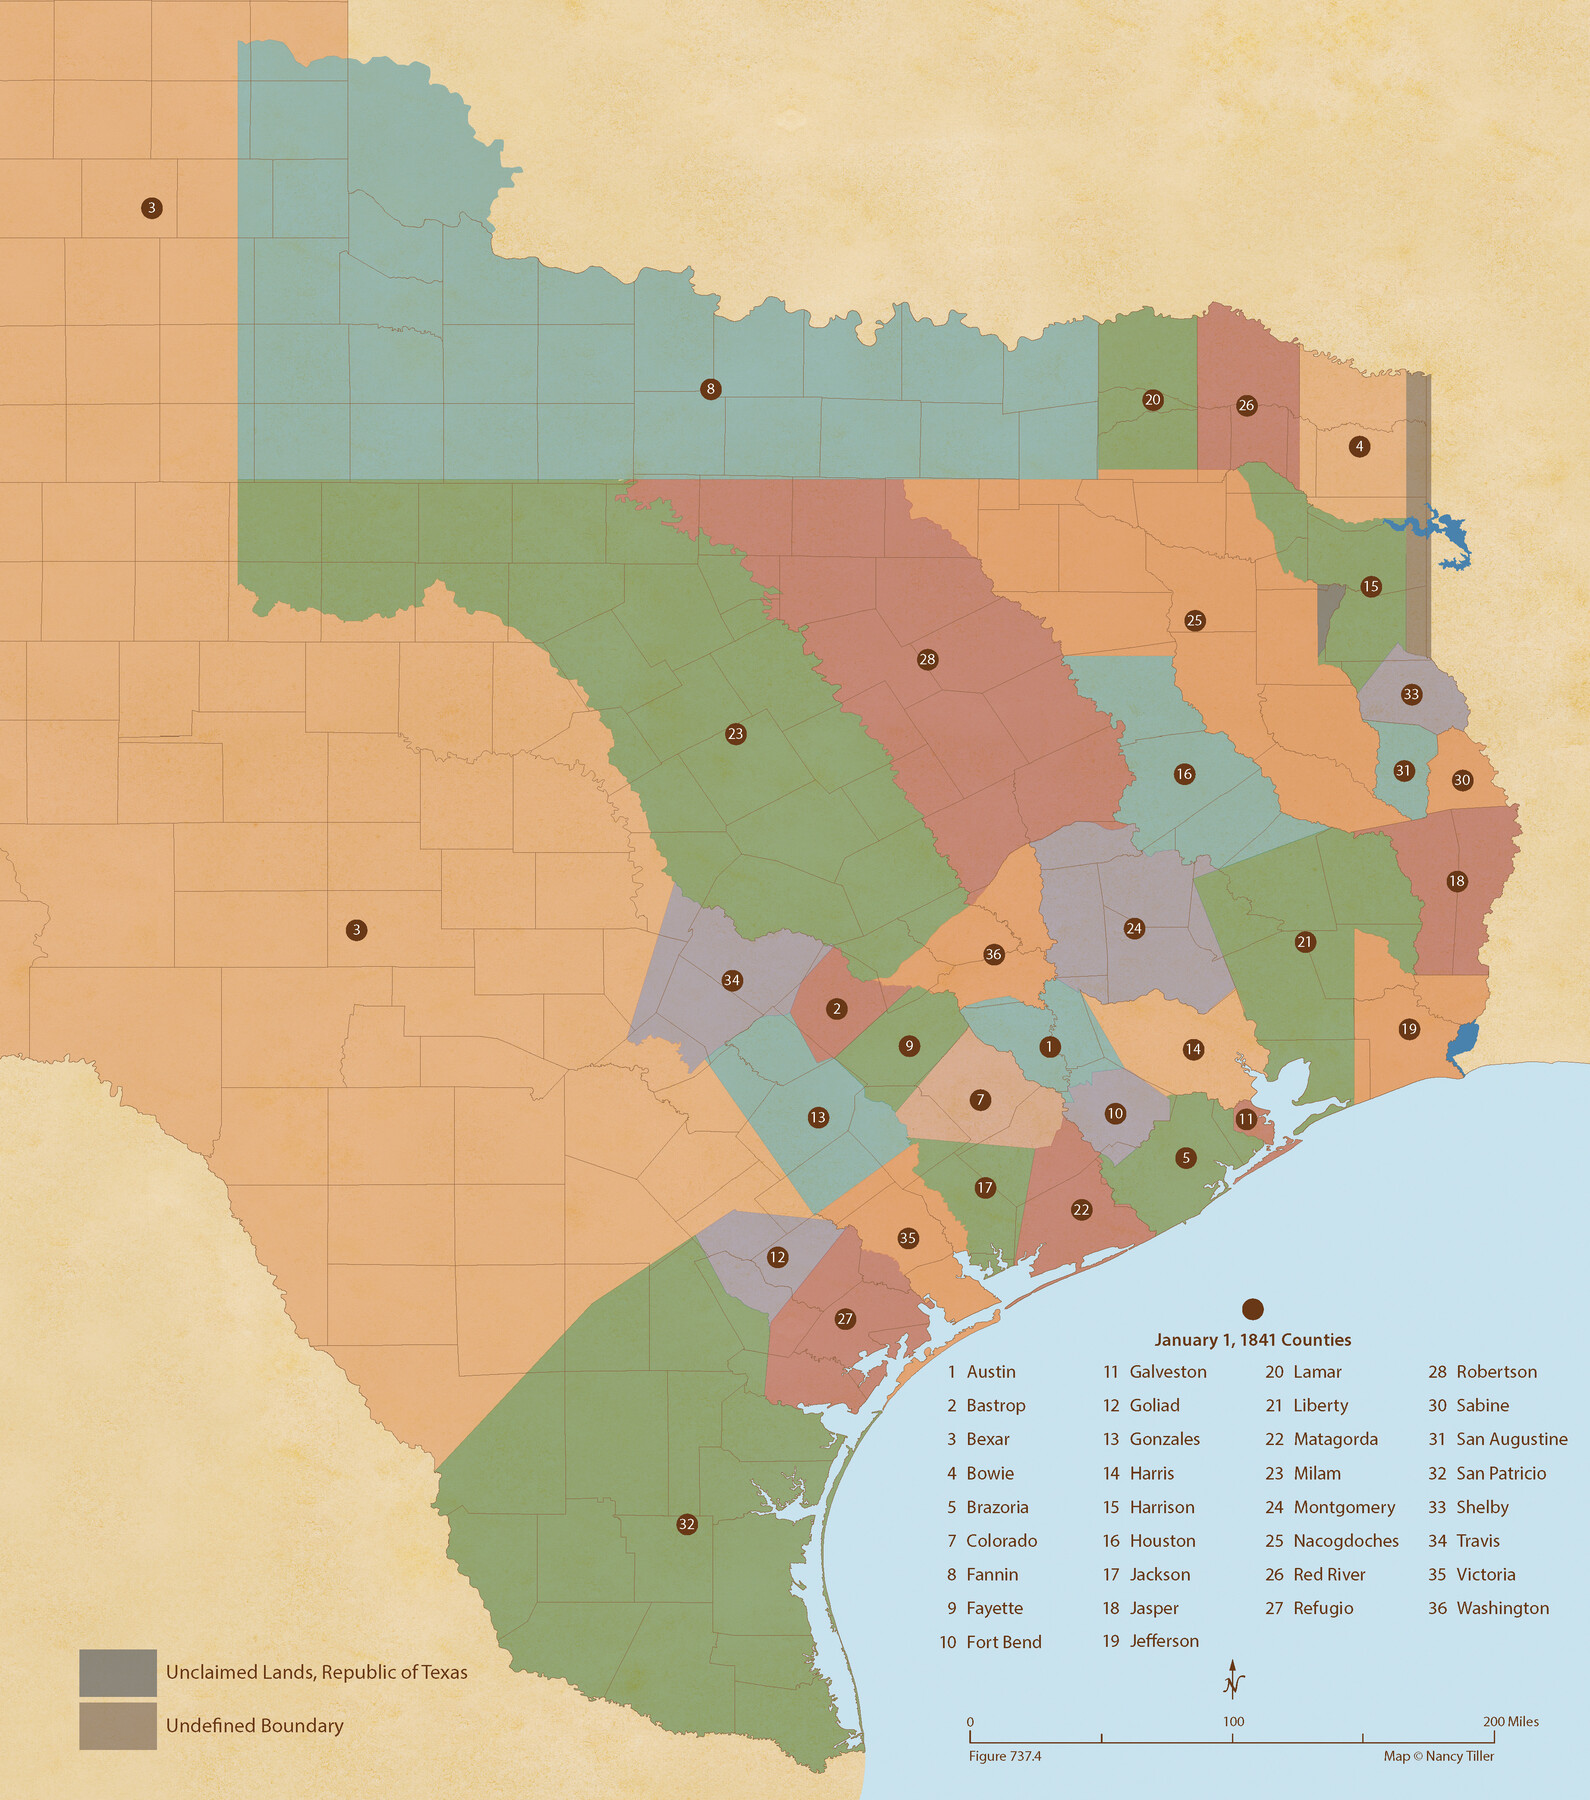 3
8
20
26
4
15
25
28
33
23
16
31
30
18
3
24
21
36
34
2
19
9
1
14
7
10
13
11
5
17
22
35
12
27
32
January 1, 1841 Counties
1 Austin
2 Bastrop
3 Bexar
4 Bowie
5 Brazoria
7 Colorado
8 Fannin
9 Fayette
10 Fort Bend
11 Galveston
12 Goliad
13 Gonzales
14 Harris
15 Harrison
16 Houston
17 Jackson
18 Jasper
19 Jefferson
20 Lamar
21 Liberty
22 Matagorda
23 Milam
24 Montgomery
25 Nacogdoches
26 Red River
27 Refugio
28 Robertson
30 Sabine
31 San Augustine
32 San Patricio
33 Shelby
34 Travis
35 Victoria
36 Washington
Unclaimed Lands, Republic of Texas
Undefined Boundary
N
0 100 200 Miles
Figure 737.4 Map © Nancy Tiller